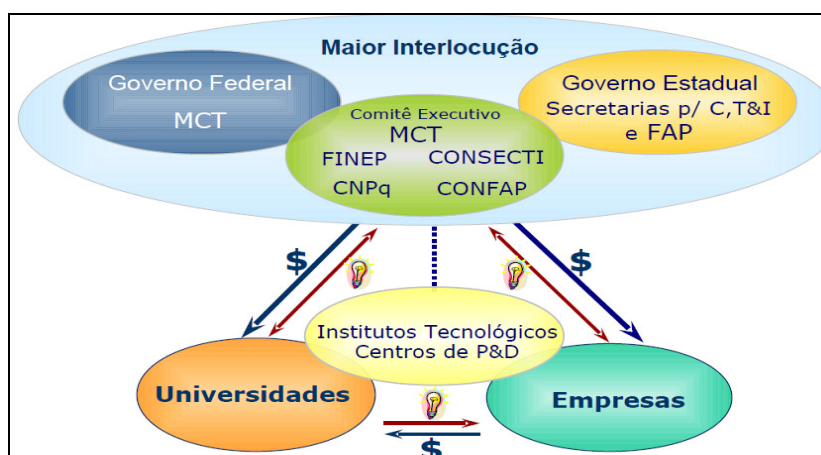 Maior Interlocução
Governo Federal
MCT
Governo Estadual
Secretarias p/ C,T&I
e FAP
Comitê Executivo
MCT
FINEP CONSECTI
CNPq CONFAP
$
$
Institutos Tecnológicos
Centros de P&D
Universidades
Empresas
$